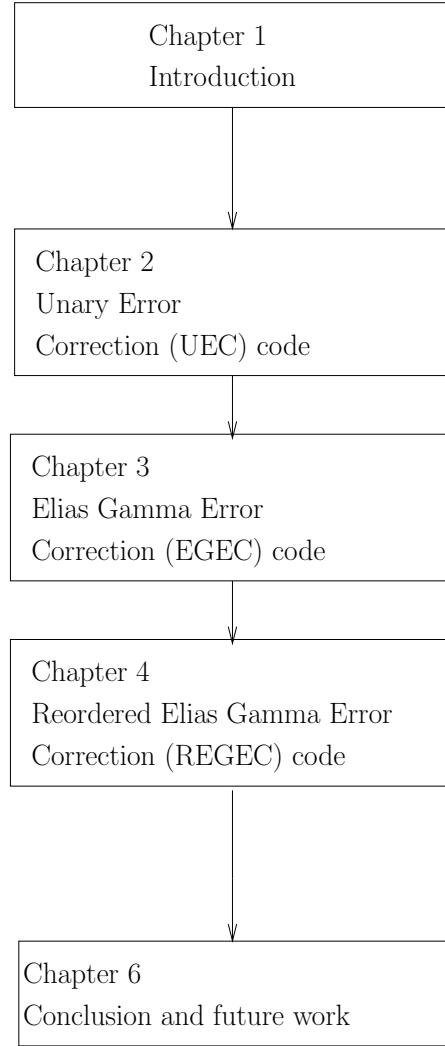 Chapter 1
Introduction
Chapter 2
Unary Error
Correction (UEC) code
Chapter 3
Elias Gamma Error
Correction (EGEC) code
Chapter 4
Reordered Elias Gamma Error
Correction (REGEC) code
Chapter 6
Conclusion and future work